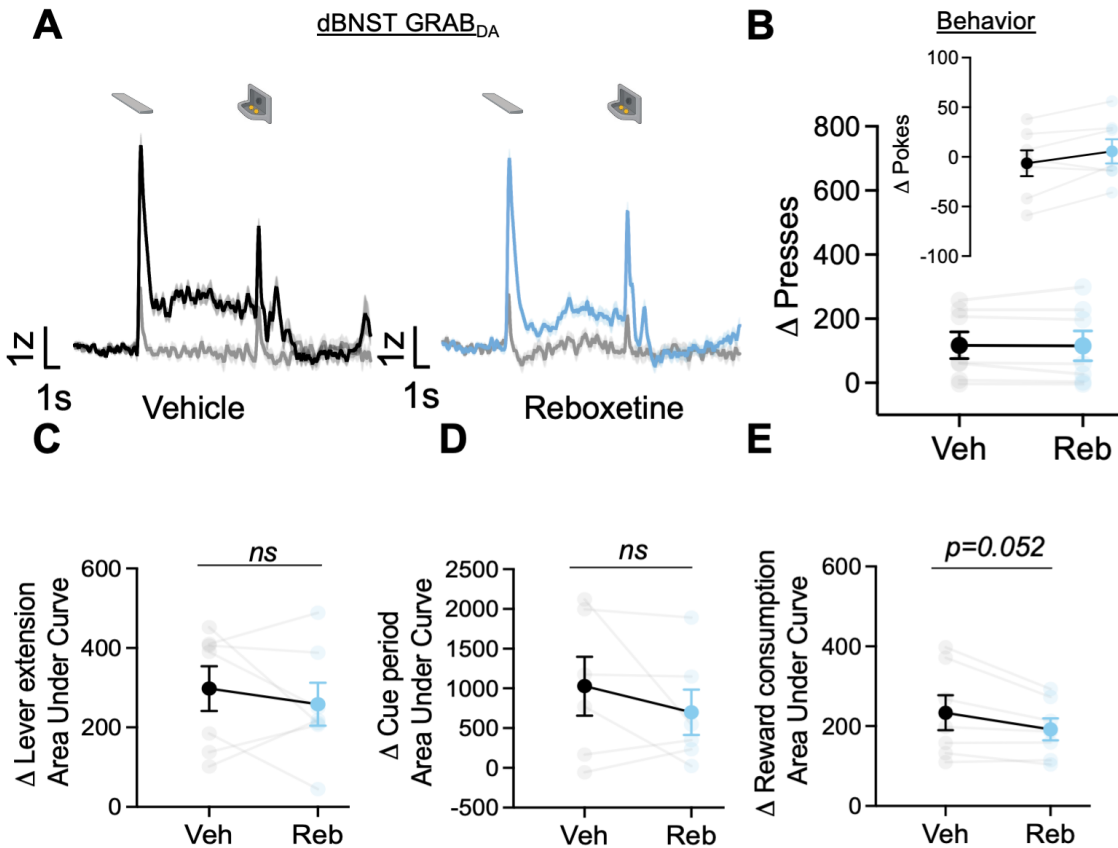 A
dBNST GRABDA
1z
1s
Vehicle
1z
1s
Reboxetine
B
Behavior
Δ Presses
800
600
400
200
0
Δ Pokes
100
50
0
-50
-100
Veh
Reb
C
Δ Lever extension
Area Under Curve
600
400
200
0
ns
Veh
Reb
D
Δ Cue period
Area Under Curve
2500
2000
1500
1000
500
0
-500
ns
Veh
Reb
E
Δ Reward consumption
Area Under Curve
600
400
200
0
p=0.052
Veh
Reb